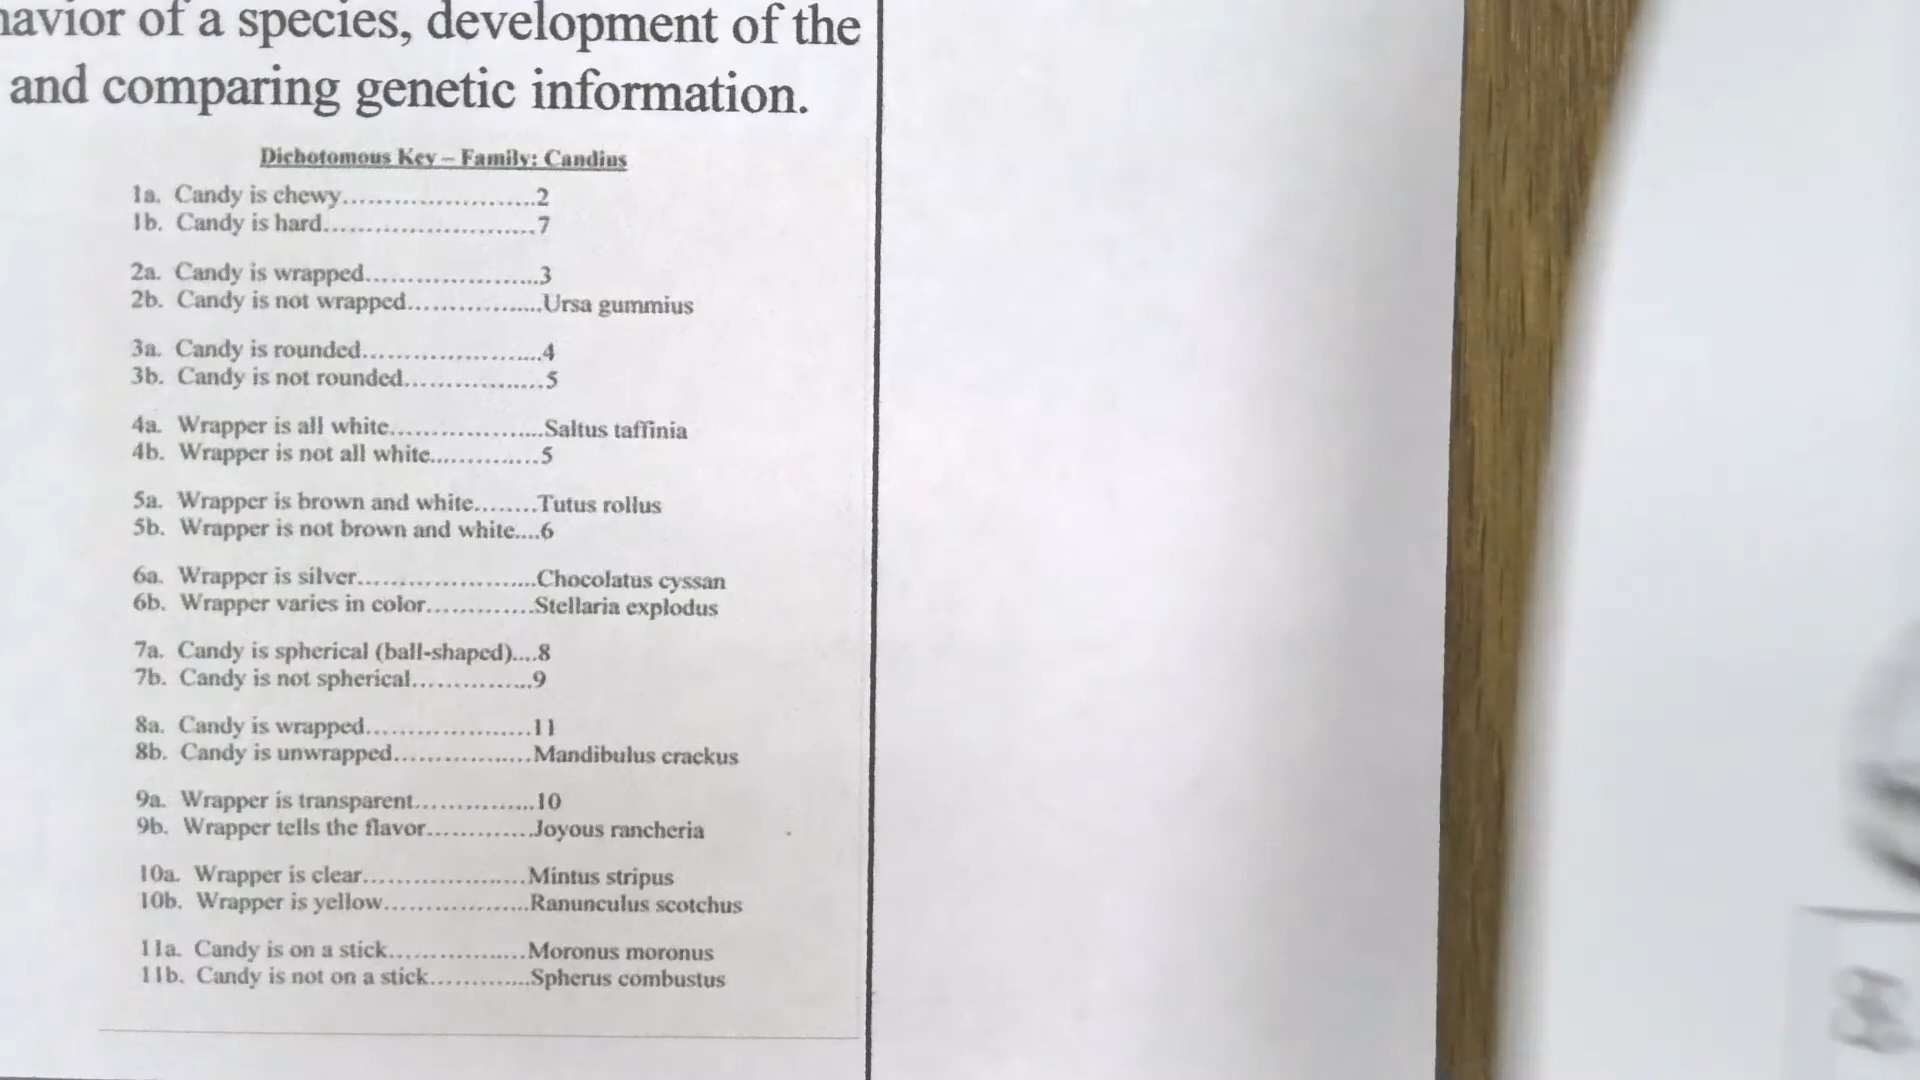 havior of a species, development of the
and comparing genetic information.
Dichotomous Key – Family: Candius
1a. Candy is chewy........................2
1b. Candy is hard..........................7
2a. Candy is wrapped.....................3
2b. Candy is not wrapped................Ursa gummius
3a. Candy is rounded......................4
3b. Candy is not rounded.................5
4a. Wrapper is all white...................Saltus taffinia
4b. Wrapper is not all white.............5
5a. Wrapper is brown and white........Tutus rollus
5b. Wrapper is not brown and white....6
6a. Wrapper is silver......................Chocolatus cyssan
6b. Wrapper varies in color.............Stellaria explodus
7a. Candy is spherical (ball-shaped)....8
7b. Candy is not spherical...............9
8a. Candy is wrapped....................11
8b. Candy is unwrapped.................Mandibulus crackus
9a. Wrapper is transparent...............10
9b. Wrapper tells the flavor.............Joyous rancheria
10a. Wrapper is clear....................Mintus stripus
10b. Wrapper is yellow..................Ranunculus scotchus
11a. Candy is on a stick.................Moronus moronus
11b. Candy is not on a stick............Spherus combustus